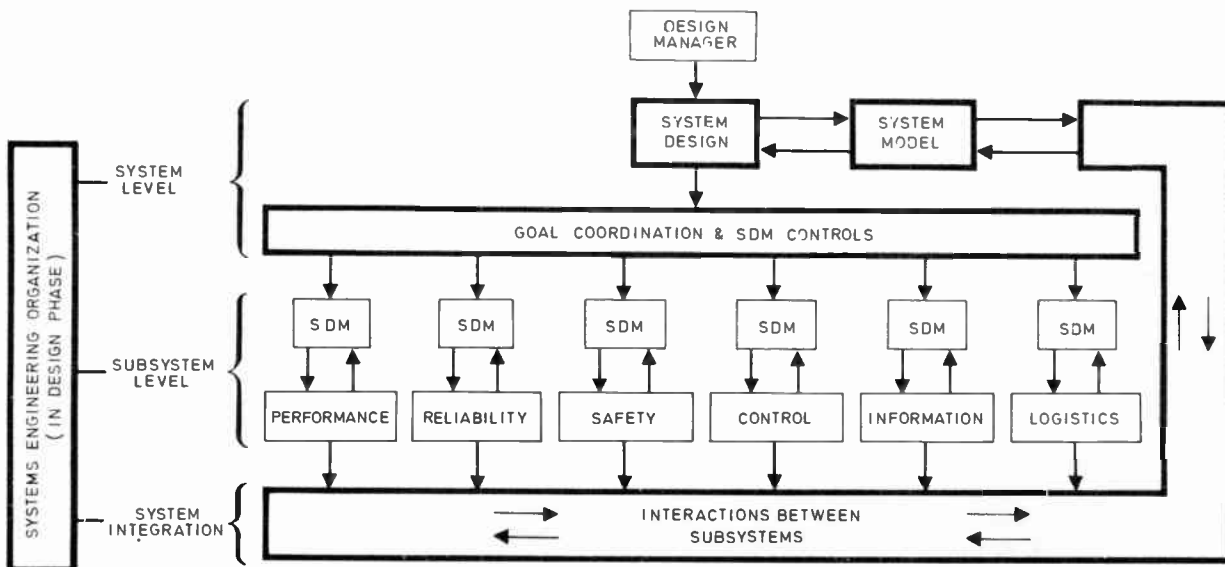 DESIGN
MANAGER
SYSTEM
DESIGN
SYSTEM
MODEL
SYSTEM
LEVEL
GOAL COORDINATION & SDM CONTROLS
SYSTEMS ENGINEERING ORGANIZATION
(IN DESIGN PHASE)
SUBSYSTEM
LEVEL
SDM
SDM
SDM
SDM
SDM
SDM
PERFORMANCE
RELIABILITY
SAFETY
CONTROL
INFORMATION
LOGISTICS
SYSTEM
INTEGRATION
INTERACTIONS BETWEEN
SUBSYSTEMS